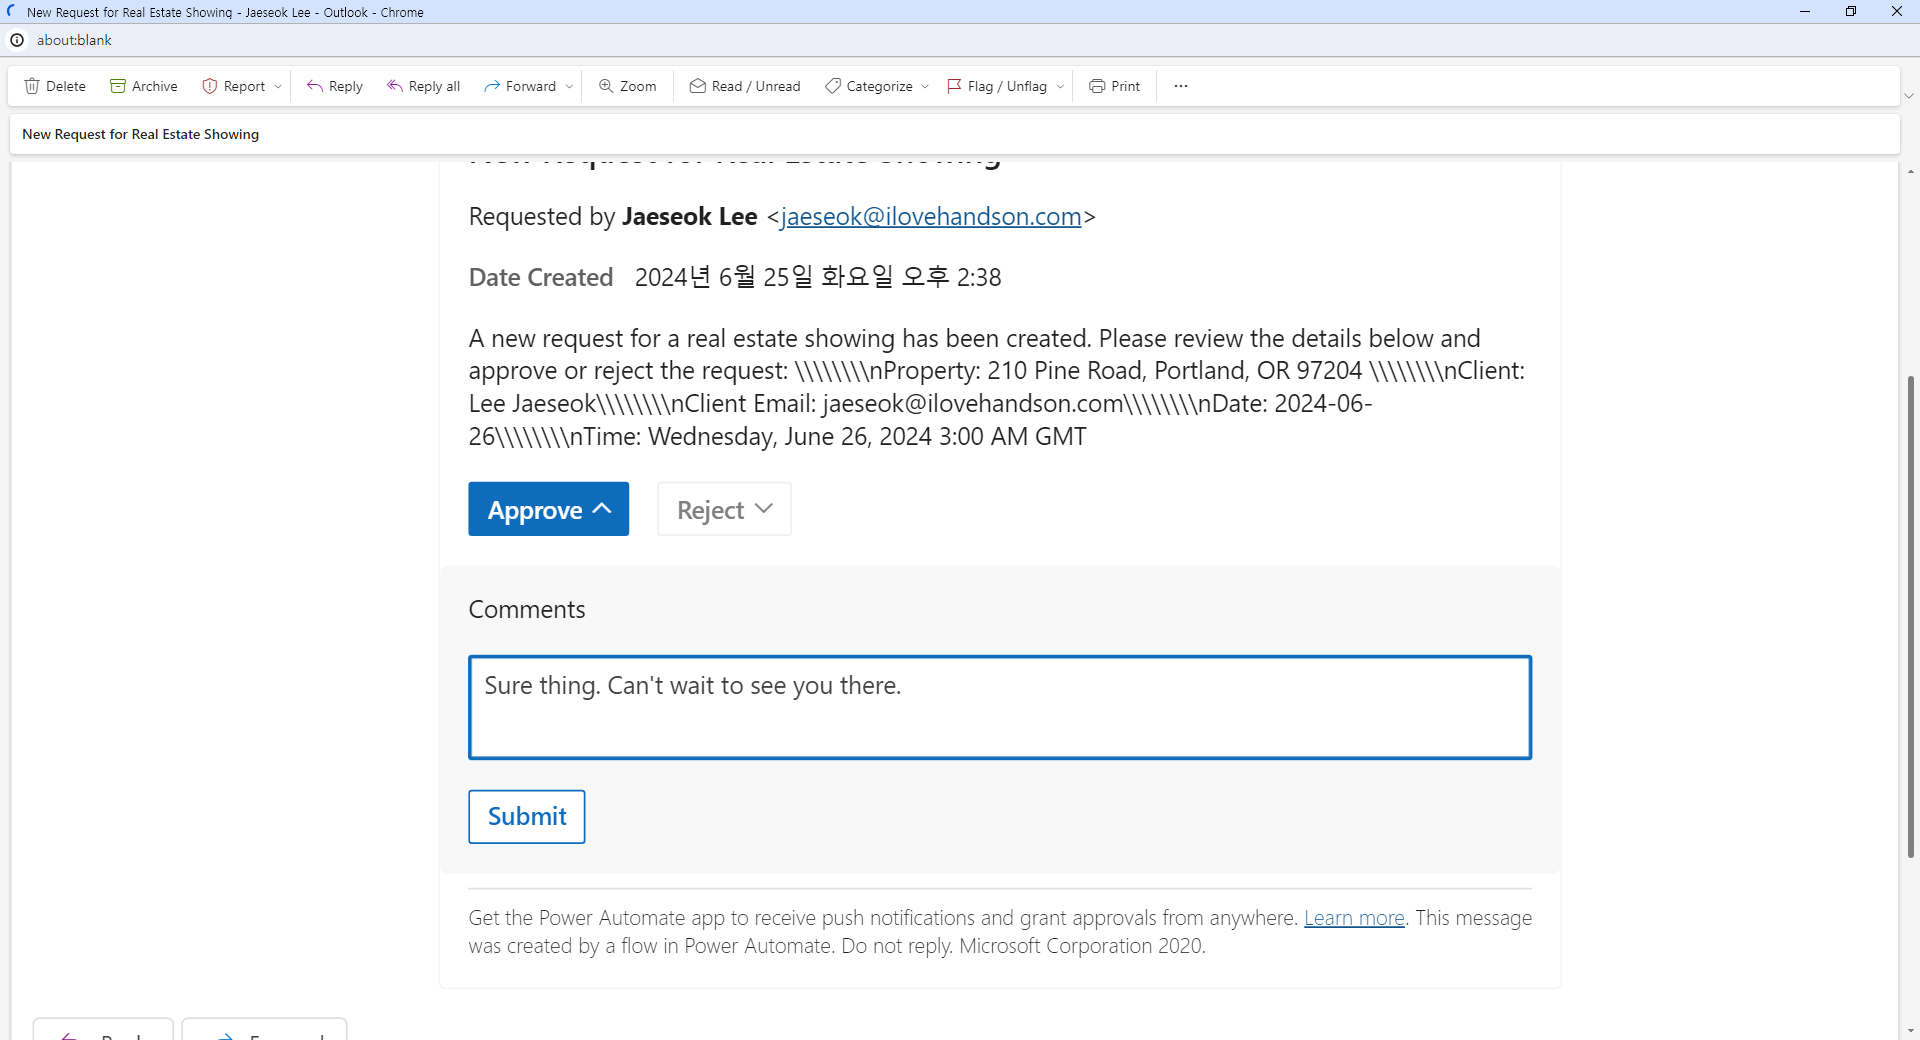 New Request for Real Estate Showing - Jaeseok Lee - Outlook - Chrome
about:blank
Delete Archive Report Reply Reply all Forward Zoom Read / Unread Categorize Flag / Unflag Print ...
New Request for Real Estate Showing
New Request for Real Estate Showing
Requested by Jaeseok Lee <jaeseok@ilovehandson.com>
Date Created 2024년 6월 25일 화요일 오후 2:38
A new request for a real estate showing has been created. Please review the details below and
approve or reject the request: \\\\\\\\nProperty: 210 Pine Road, Portland, OR 97204 \\\\\\\\nClient:
Lee Jaeseok\\\\\\\\nClient Email: jaeseok@ilovehandson.com\\\\\\\\nDate: 2024-06-
26\\\\\\\\nTime: Wednesday, June 26, 2024 3:00 AM GMT
Approve Reject
Comments
Sure thing. Can't wait to see you there.
Submit
Get the Power Automate app to receive push notifications and grant approvals from anywhere. Learn more. This message
was created by a flow in Power Automate. Do not reply. Microsoft Corporation 2020.